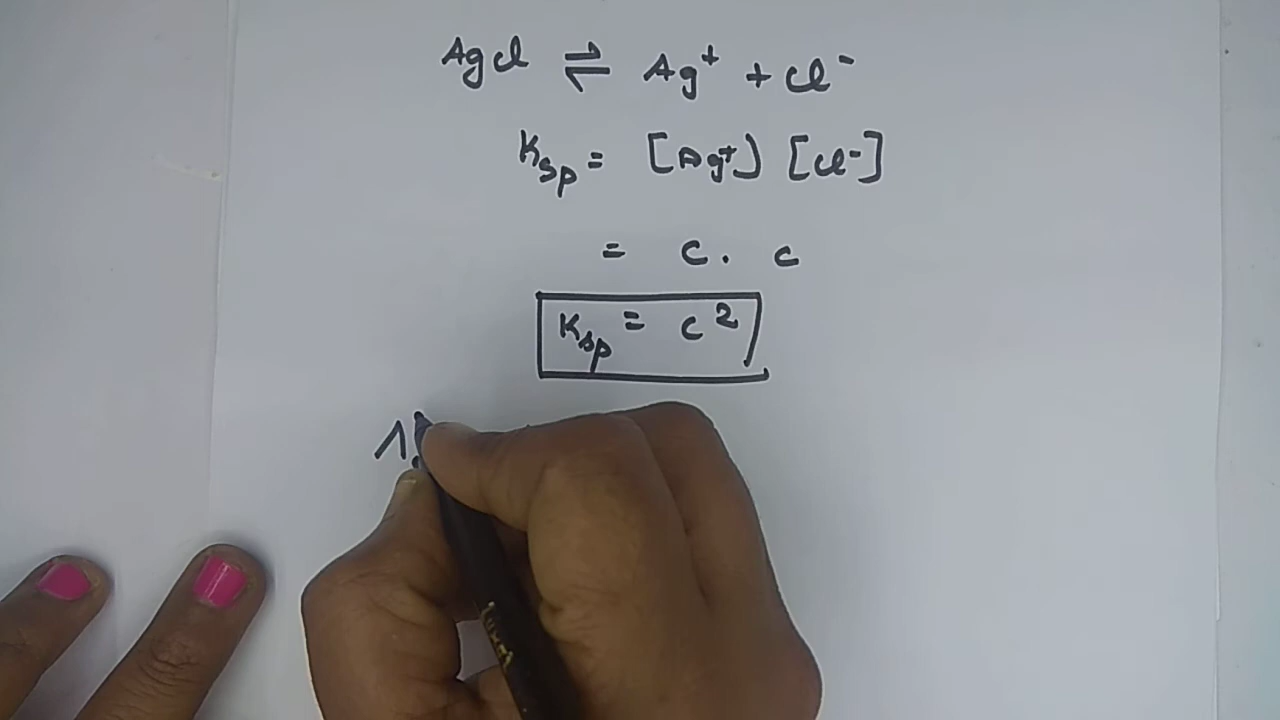 AgCl ⇌ Ag⁺ + Cl⁻
Ksp = [Ag⁺) [Cl⁻]
= c . c
Ksp = c²
Λ